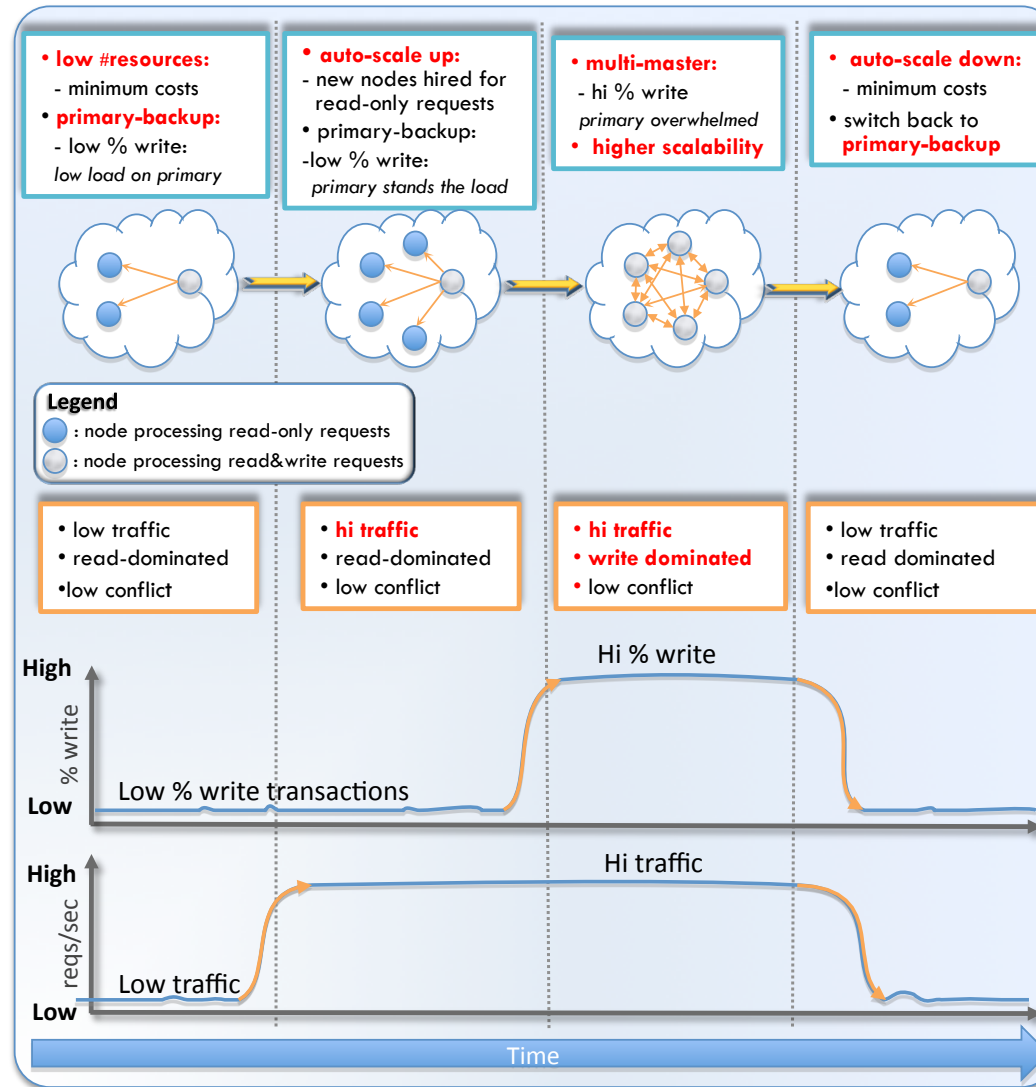 • low #resources:
- minimum costs
• primary-backup:
- low % write:
low load on primary
• auto-scale up:
- new nodes hired for
read-only requests
• primary-backup:
-low % write:
primary stands the load
• multi-master:
- hi % write
primary overwhelmed
• higher scalability
• auto-scale down:
- minimum costs
• switch back to
primary-backup
Legend
: node processing read-only requests
: node processing read&write requests
• low traffic
• read-dominated
•low conflict
• hi traffic
• read-dominated
• low conflict
• hi traffic
• write dominated
• low conflict
• low traffic
• read dominated
•low conflict
High
% write
Low
Hi % write
Low % write transactions
High
reqs/sec
Low
Hi traffic
Low traffic
Time